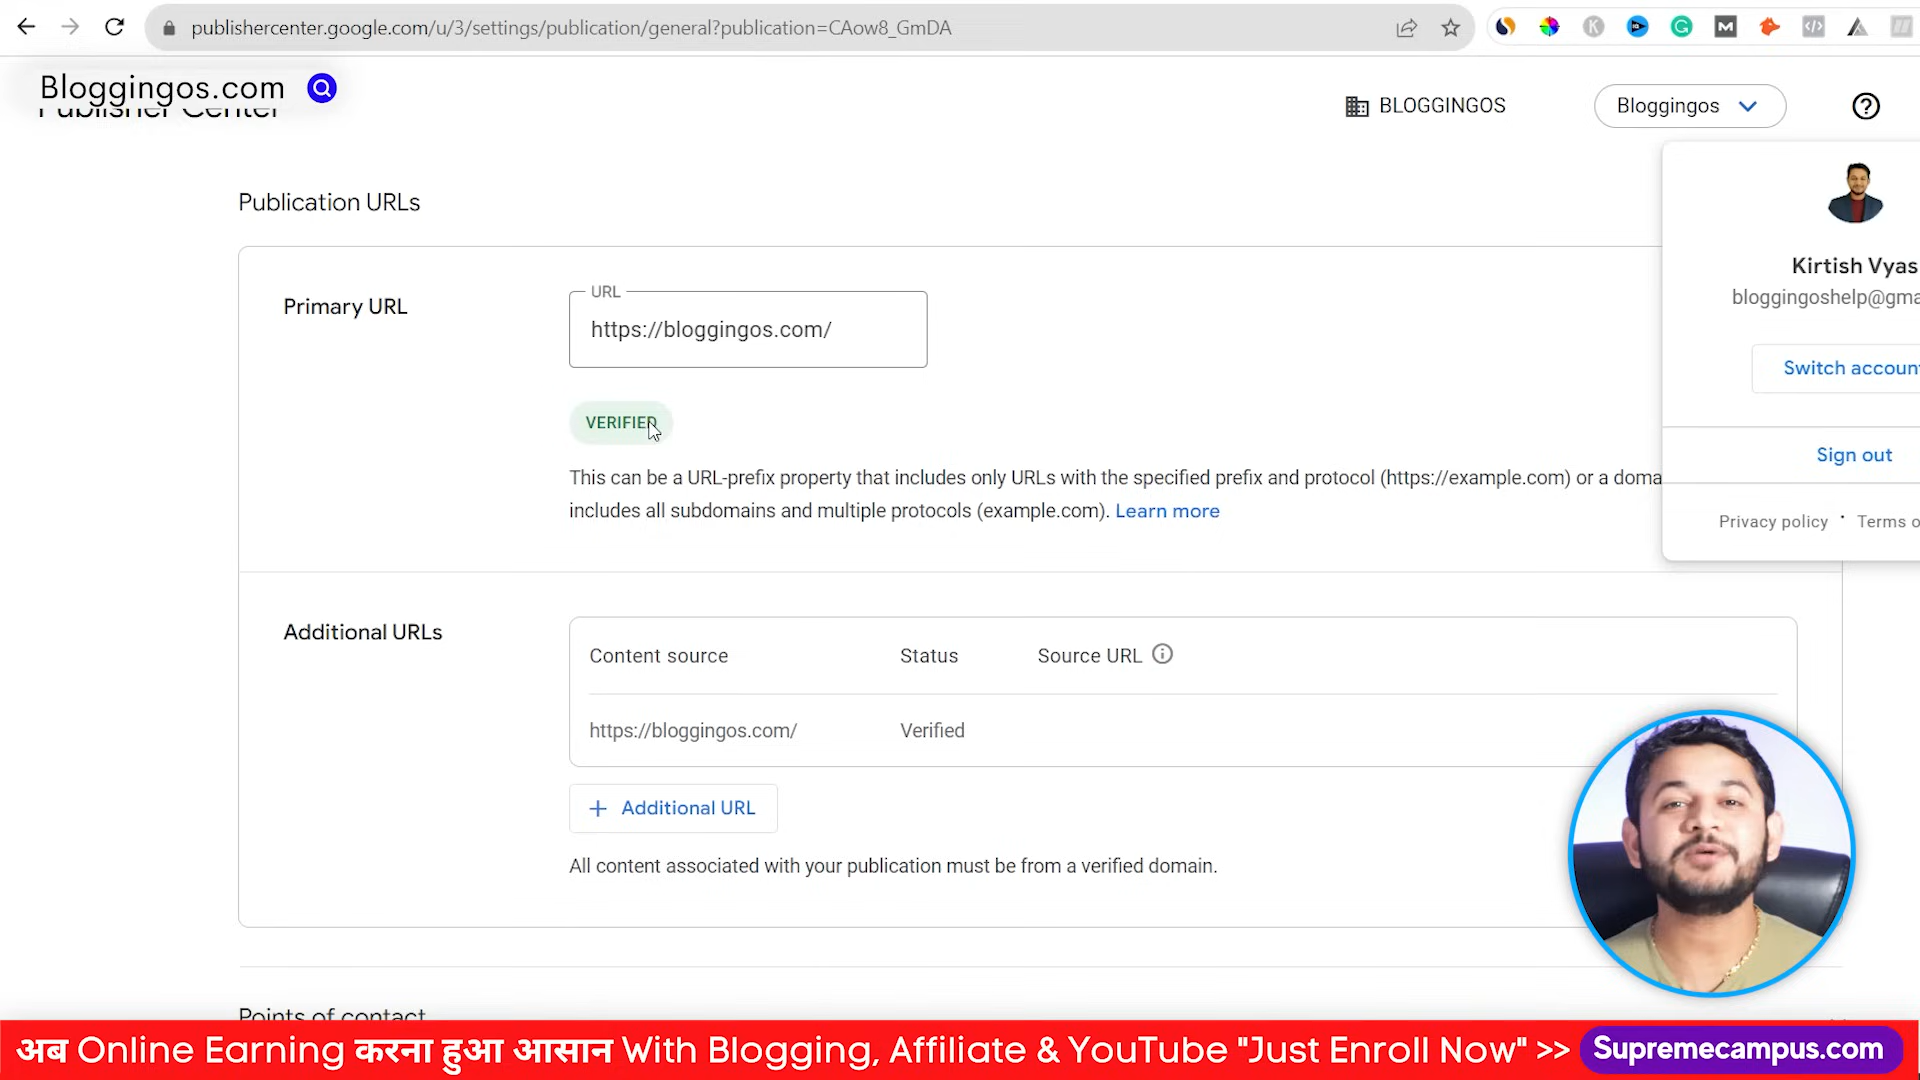 publishercenter.google.com/u/3/settings/publication/general?publication=CAow8_GmDA
Bloggingos.com
Publisher Center
BLOGGINGOS
Bloggingos
Publication URLs
Kirtish Vyas
bloggingoshelp@gma
Switch account
Sign out
Privacy policy · Terms o
Primary URL
URL
https://bloggingos.com/
VERIFIED
This can be a URL-prefix property that includes only URLs with the specified prefix and protocol (https://example.com) or a doma
includes all subdomains and multiple protocols (example.com). Learn more
Additional URLs
Content source Status Source URL
https://bloggingos.com/ Verified
+ Additional URL
All content associated with your publication must be from a verified domain.
Points of contact
अब Online Earning करना हुआ आसान With Blogging, Affiliate & YouTube "Just Enroll Now" >> Supremecampus.com